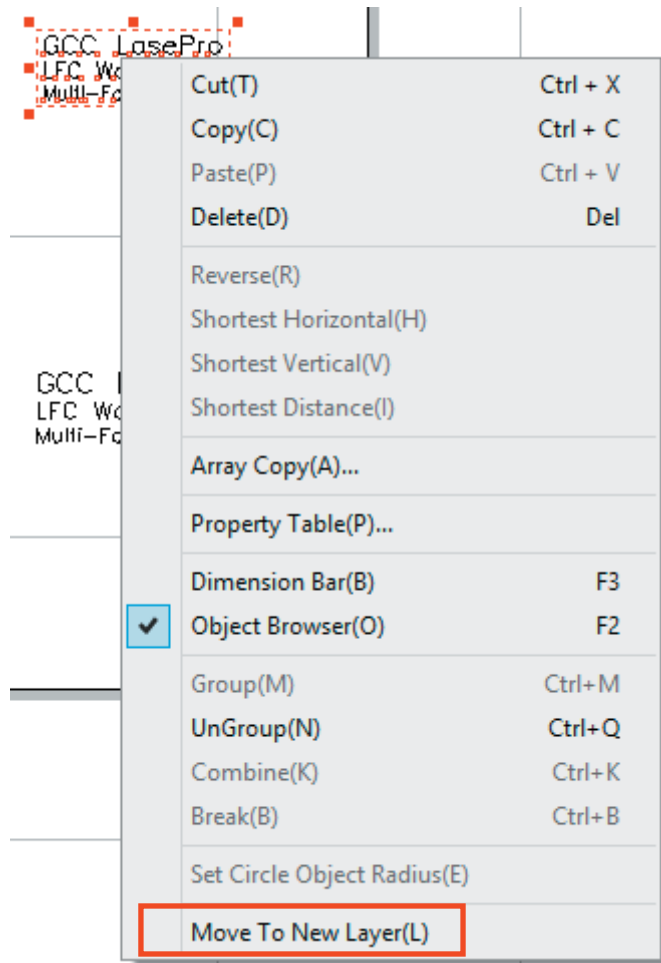 GCC LasePro
LFC
Multi-Fo
Cut(T) Ctrl + X
Copy(C) Ctrl + C
Paste(P) Ctrl + V
Delete(D) Del
Reverse(R)
Shortest Horizontal(H)
Shortest Vertical(V)
Shortest Distance(I)
GCC
LFC
Multi-Fo
Array Copy(A)...
Property Table(P)...
Dimension Bar(B) F3
Object Browser(O) F2
Group(M) Ctrl+M
UnGroup(N) Ctrl+Q
Combine(K) Ctrl+K
Break(B) Ctrl+B
Set Circle Object Radius(E)
Move To New Layer(L)